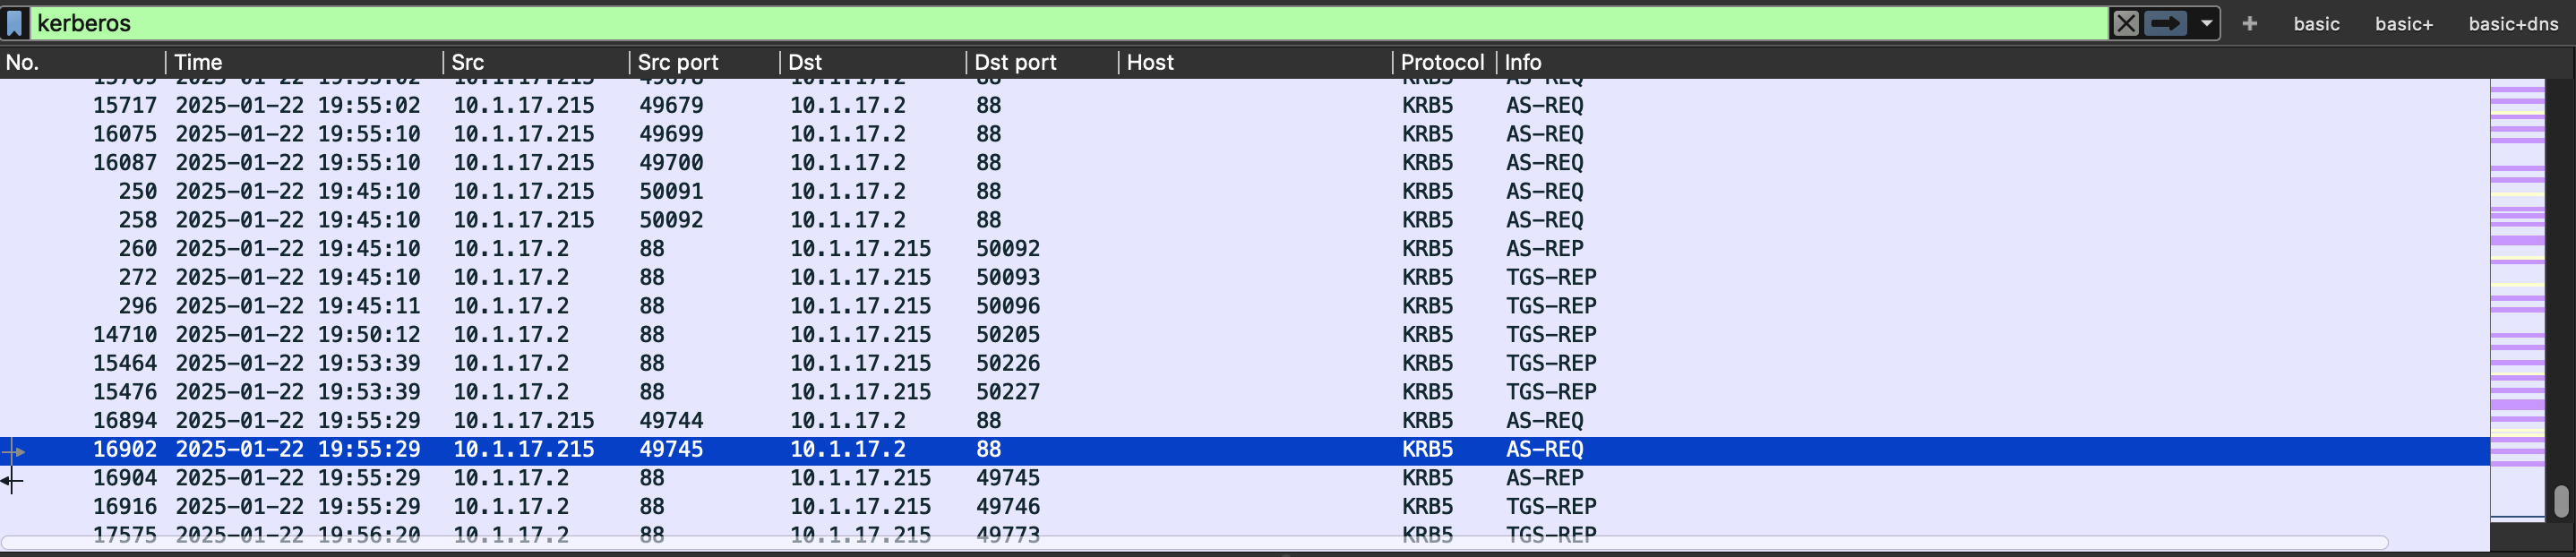 kerberos + basic basic+ basic+dns
No. Time Src Src port Dst Dst port Host Protocol Info
15717 2025-01-22 19:55:02 10.1.17.215 49679 10.1.17.2 88 KRB5 AS-REQ
16075 2025-01-22 19:55:10 10.1.17.215 49699 10.1.17.2 88 KRB5 AS-REQ
16087 2025-01-22 19:55:10 10.1.17.215 49700 10.1.17.2 88 KRB5 AS-REQ
250 2025-01-22 19:45:10 10.1.17.215 50091 10.1.17.2 88 KRB5 AS-REQ
258 2025-01-22 19:45:10 10.1.17.215 50092 10.1.17.2 88 KRB5 AS-REQ
260 2025-01-22 19:45:10 10.1.17.2 88 10.1.17.215 50092 KRB5 AS-REP
272 2025-01-22 19:45:10 10.1.17.2 88 10.1.17.215 50093 KRB5 TGS-REP
296 2025-01-22 19:45:11 10.1.17.2 88 10.1.17.215 50096 KRB5 TGS-REP
14710 2025-01-22 19:50:12 10.1.17.2 88 10.1.17.215 50205 KRB5 TGS-REP
15464 2025-01-22 19:53:39 10.1.17.2 88 10.1.17.215 50226 KRB5 TGS-REP
15476 2025-01-22 19:53:39 10.1.17.2 88 10.1.17.215 50227 KRB5 TGS-REP
16894 2025-01-22 19:55:29 10.1.17.215 49744 10.1.17.2 88 KRB5 AS-REQ
16902 2025-01-22 19:55:29 10.1.17.215 49745 10.1.17.2 88 KRB5 AS-REQ
16904 2025-01-22 19:55:29 10.1.17.2 88 10.1.17.215 49745 KRB5 AS-REP
16916 2025-01-22 19:55:29 10.1.17.2 88 10.1.17.215 49746 KRB5 TGS-REP
17575 2025-01-22 19:56:20 10.1.17.2 88 10.1.17.215 49773 KRB5 TGS-REP